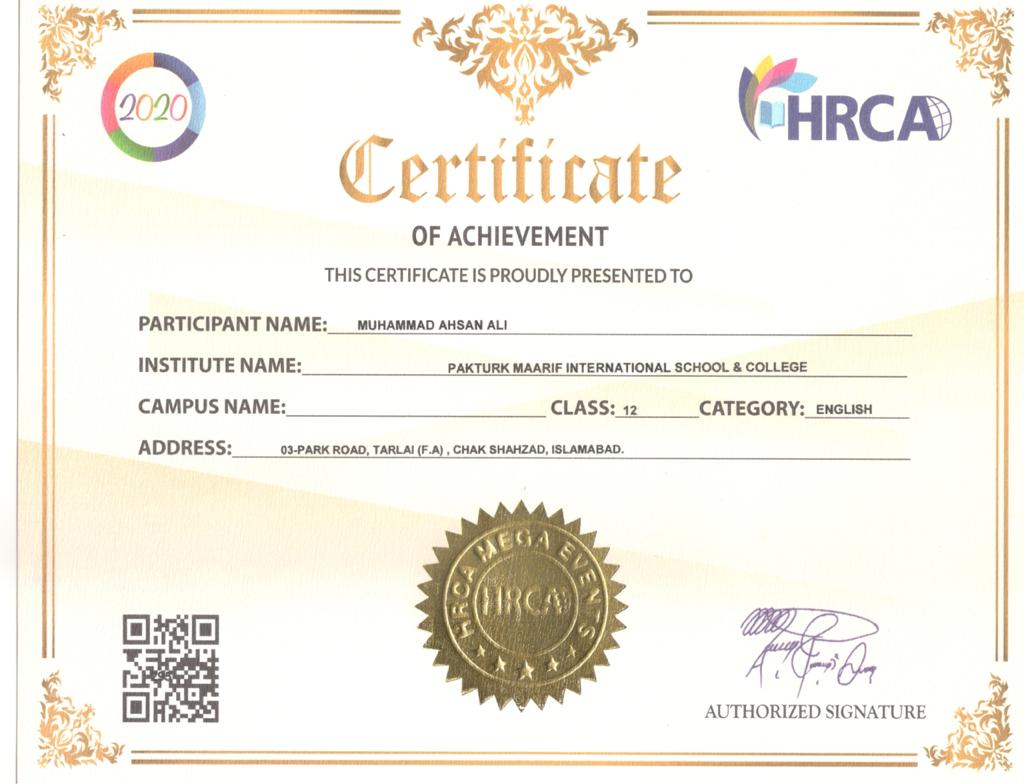 2020
HRCA
Certificate
OF ACHIEVEMENT
THIS CERTIFICATE IS PROUDLY PRESENTED TO
PARTICIPANT NAME: MUHAMMAD AHSAN ALI
INSTITUTE NAME: PAKTURK MAARIF INTERNATIONAL SCHOOL & COLLEGE
CAMPUS NAME: CLASS: 12 CATEGORY: ENGLISH
ADDRESS: 03-PARK ROAD, TARLAI (F.A) , CHAK SHAHZAD, ISLAMABAD.
HRCA MEGA EVENTS
HRCA
AUTHORIZED SIGNATURE